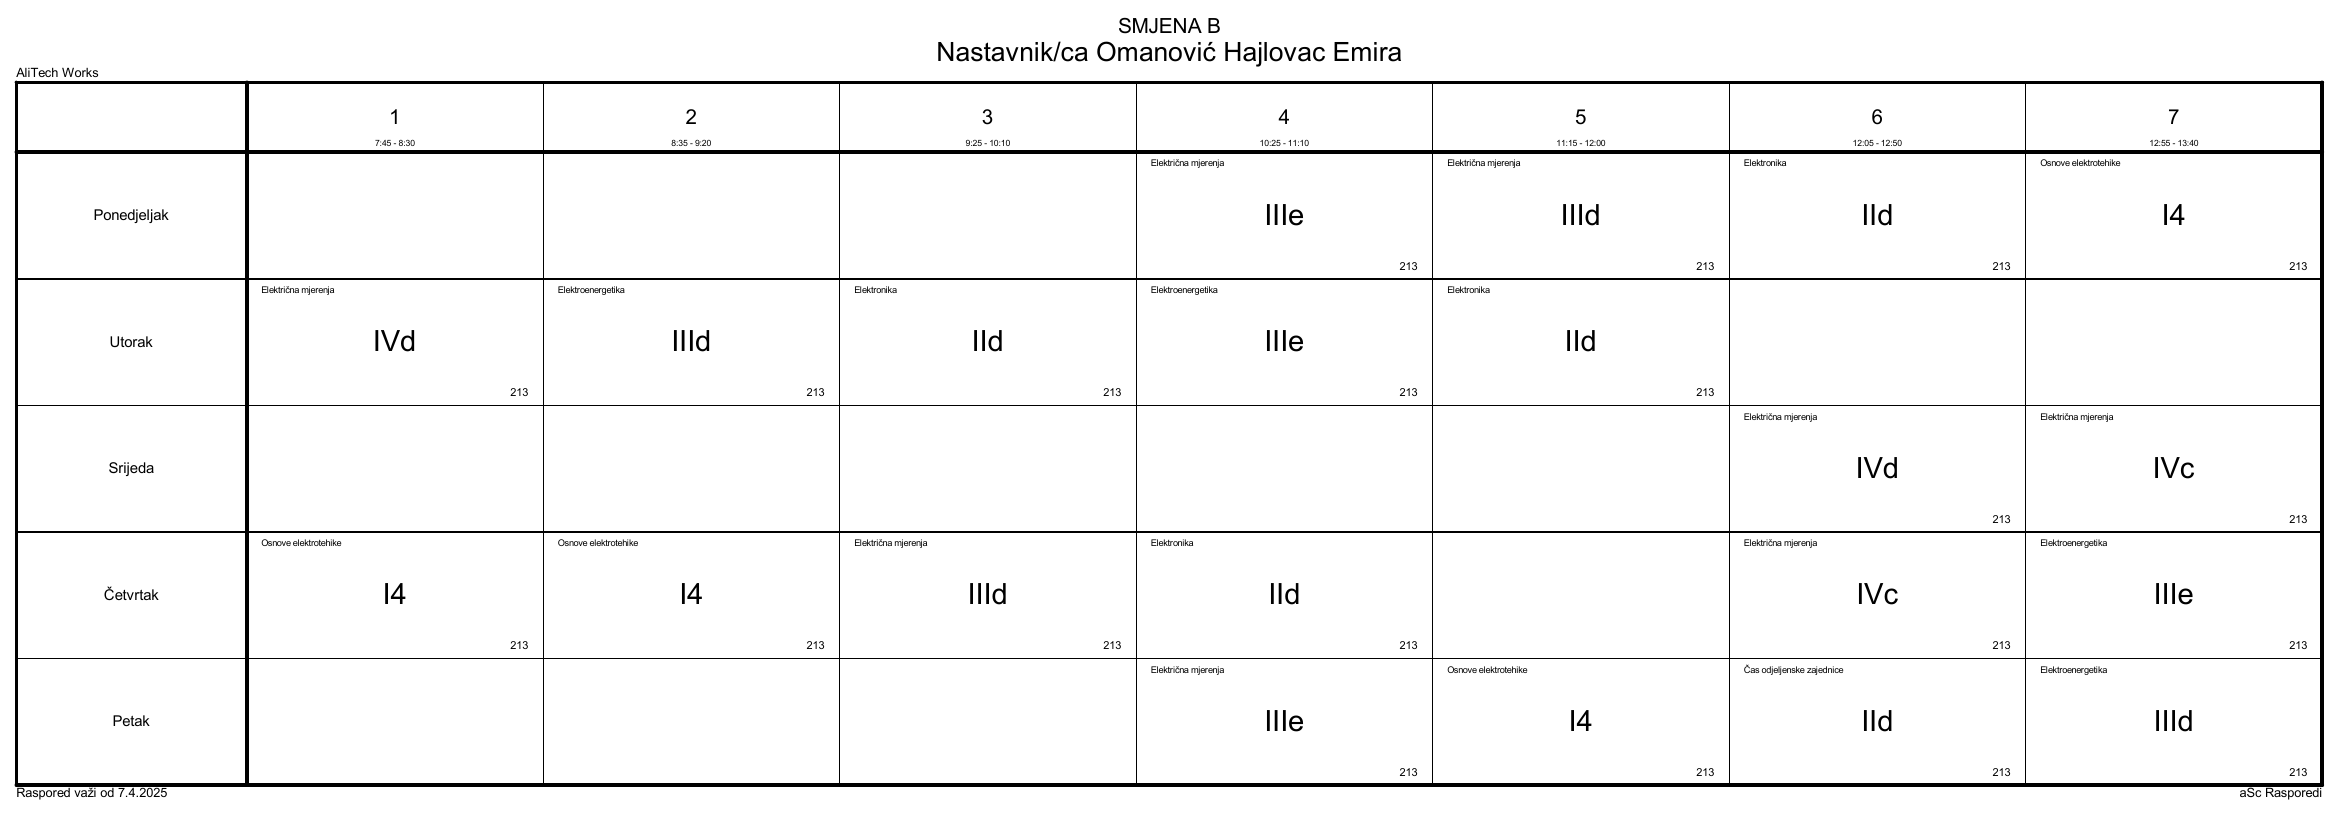 SMJENA B
Nastavnik/ca Omanović Hajlovac Emira
AliTech Works
1 2 3 4 5 6 7
7:45 - 8:30 8:35 - 9:20 9:25 - 10:10 10:25 - 11:10 11:15 - 12:00 12:05 - 12:50 12:55 - 13:40
Električna mjerenja Električna mjerenja Elektronika Osnove elektrotehike
Ponedjeljak IIIe IIId IId I4
213 213 213 213
Električna mjerenja Elektroenergetika Elektronika Elektroenergetika Elektronika
Utorak IVd IIId IId IIIe IId
213 213 213 213 213
Električna mjerenja Električna mjerenja
Srijeda IVd IVc
213 213
Osnove elektrotehike Osnove elektrotehike Električna mjerenja Elektronika Električna mjerenja Elektroenergetika
Četvrtak I4 I4 IIId IId IVc IIIe
213 213 213 213 213 213
Električna mjerenja Osnove elektrotehike Čas odjeljenske zajednice Elektroenergetika
Petak IIIe I4 IId IIId
213 213 213 213
Raspored važi od 7.4.2025 aSc Rasporedi